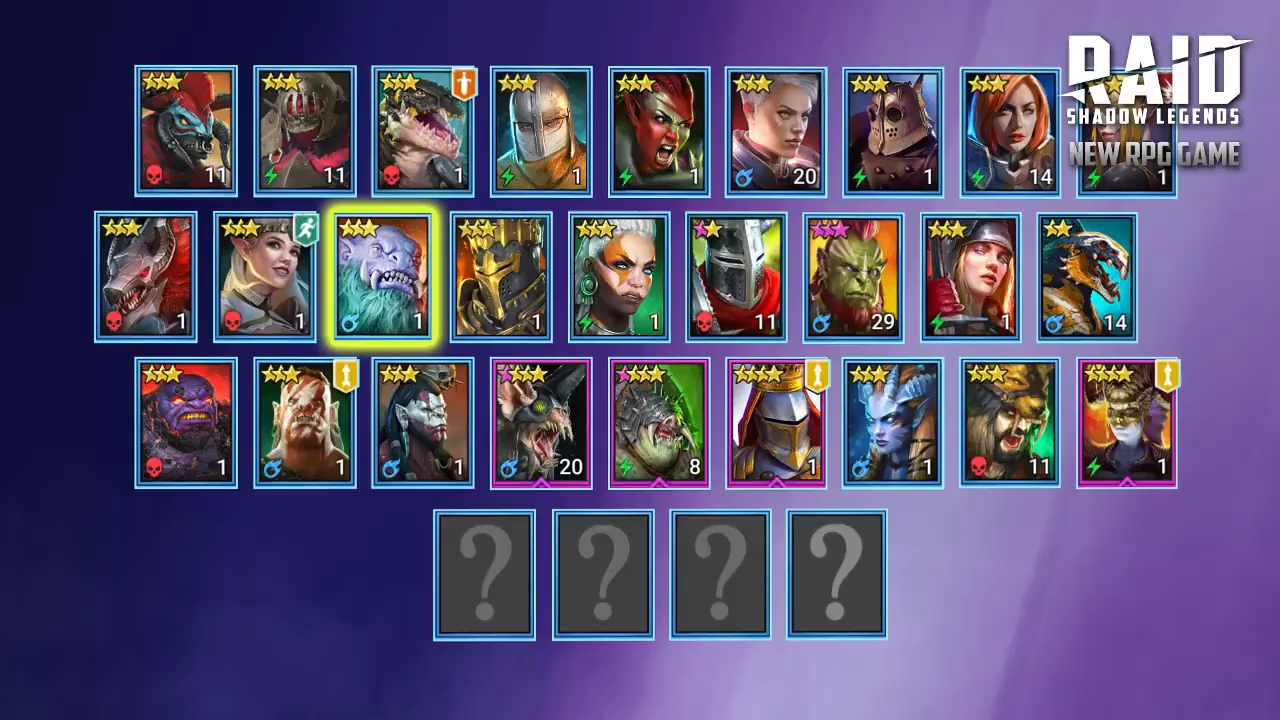 RAID
SHADOW LEGENDS
NEW RPG GAME
11 11 1 1 1 20 1 14 1
1 1 1 1 1 11 29 1 14
1 1 1 20 8 1 1 11 1
? ? ? ?